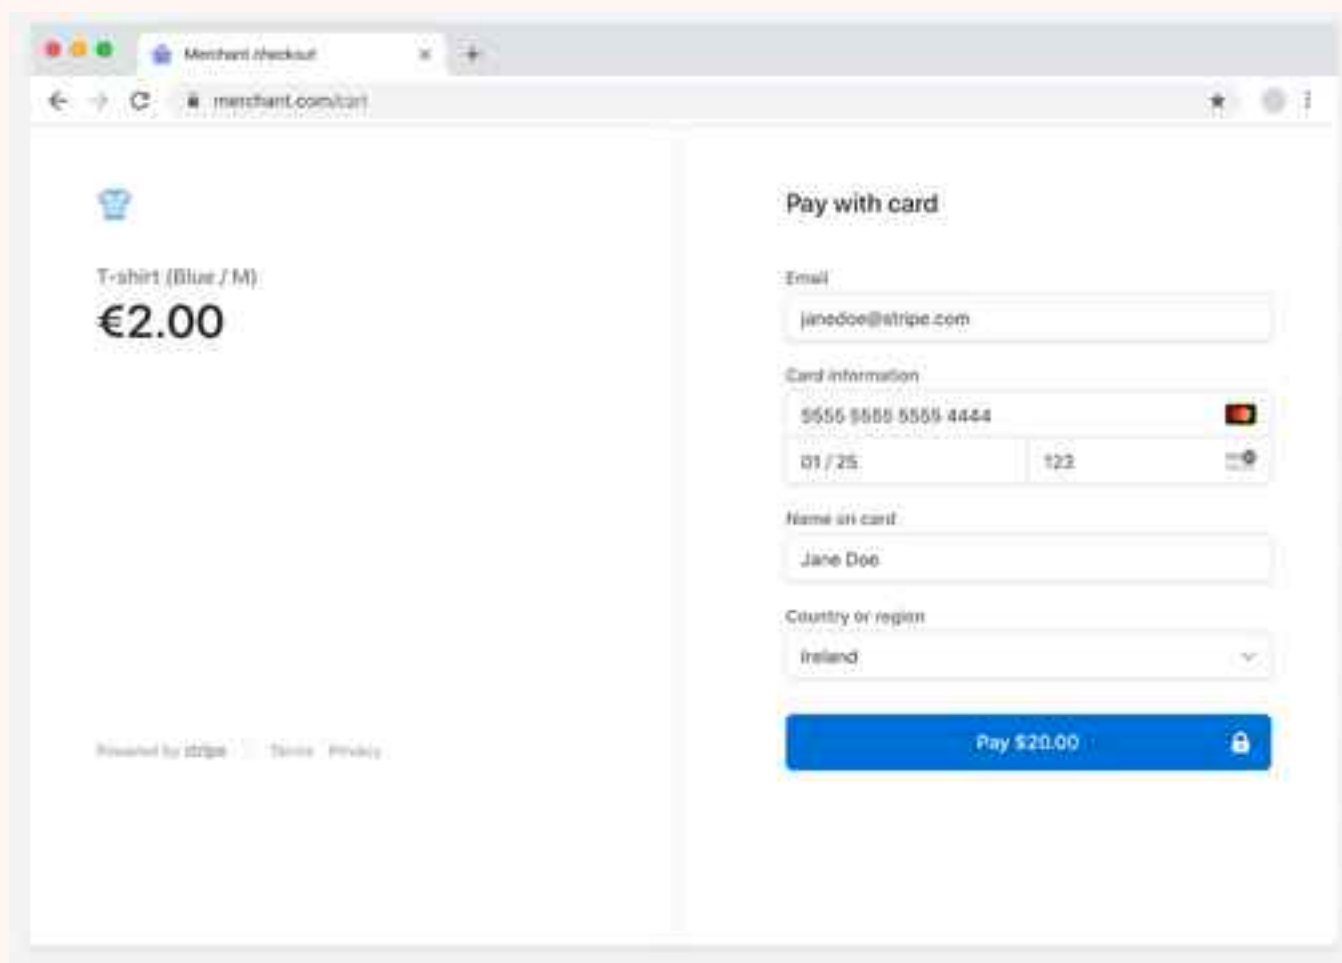 Merchant checkout
merchant.com/cart
T-shirt (Blue / M)
€2.00
Powered by stripe
Terms Privacy
Pay with card
Email
janedoe@stripe.com
Card information
5555 5555 5555 4444
01 / 25
123
Name on card
Jane Doe
Country or region
Ireland
Pay $20.00